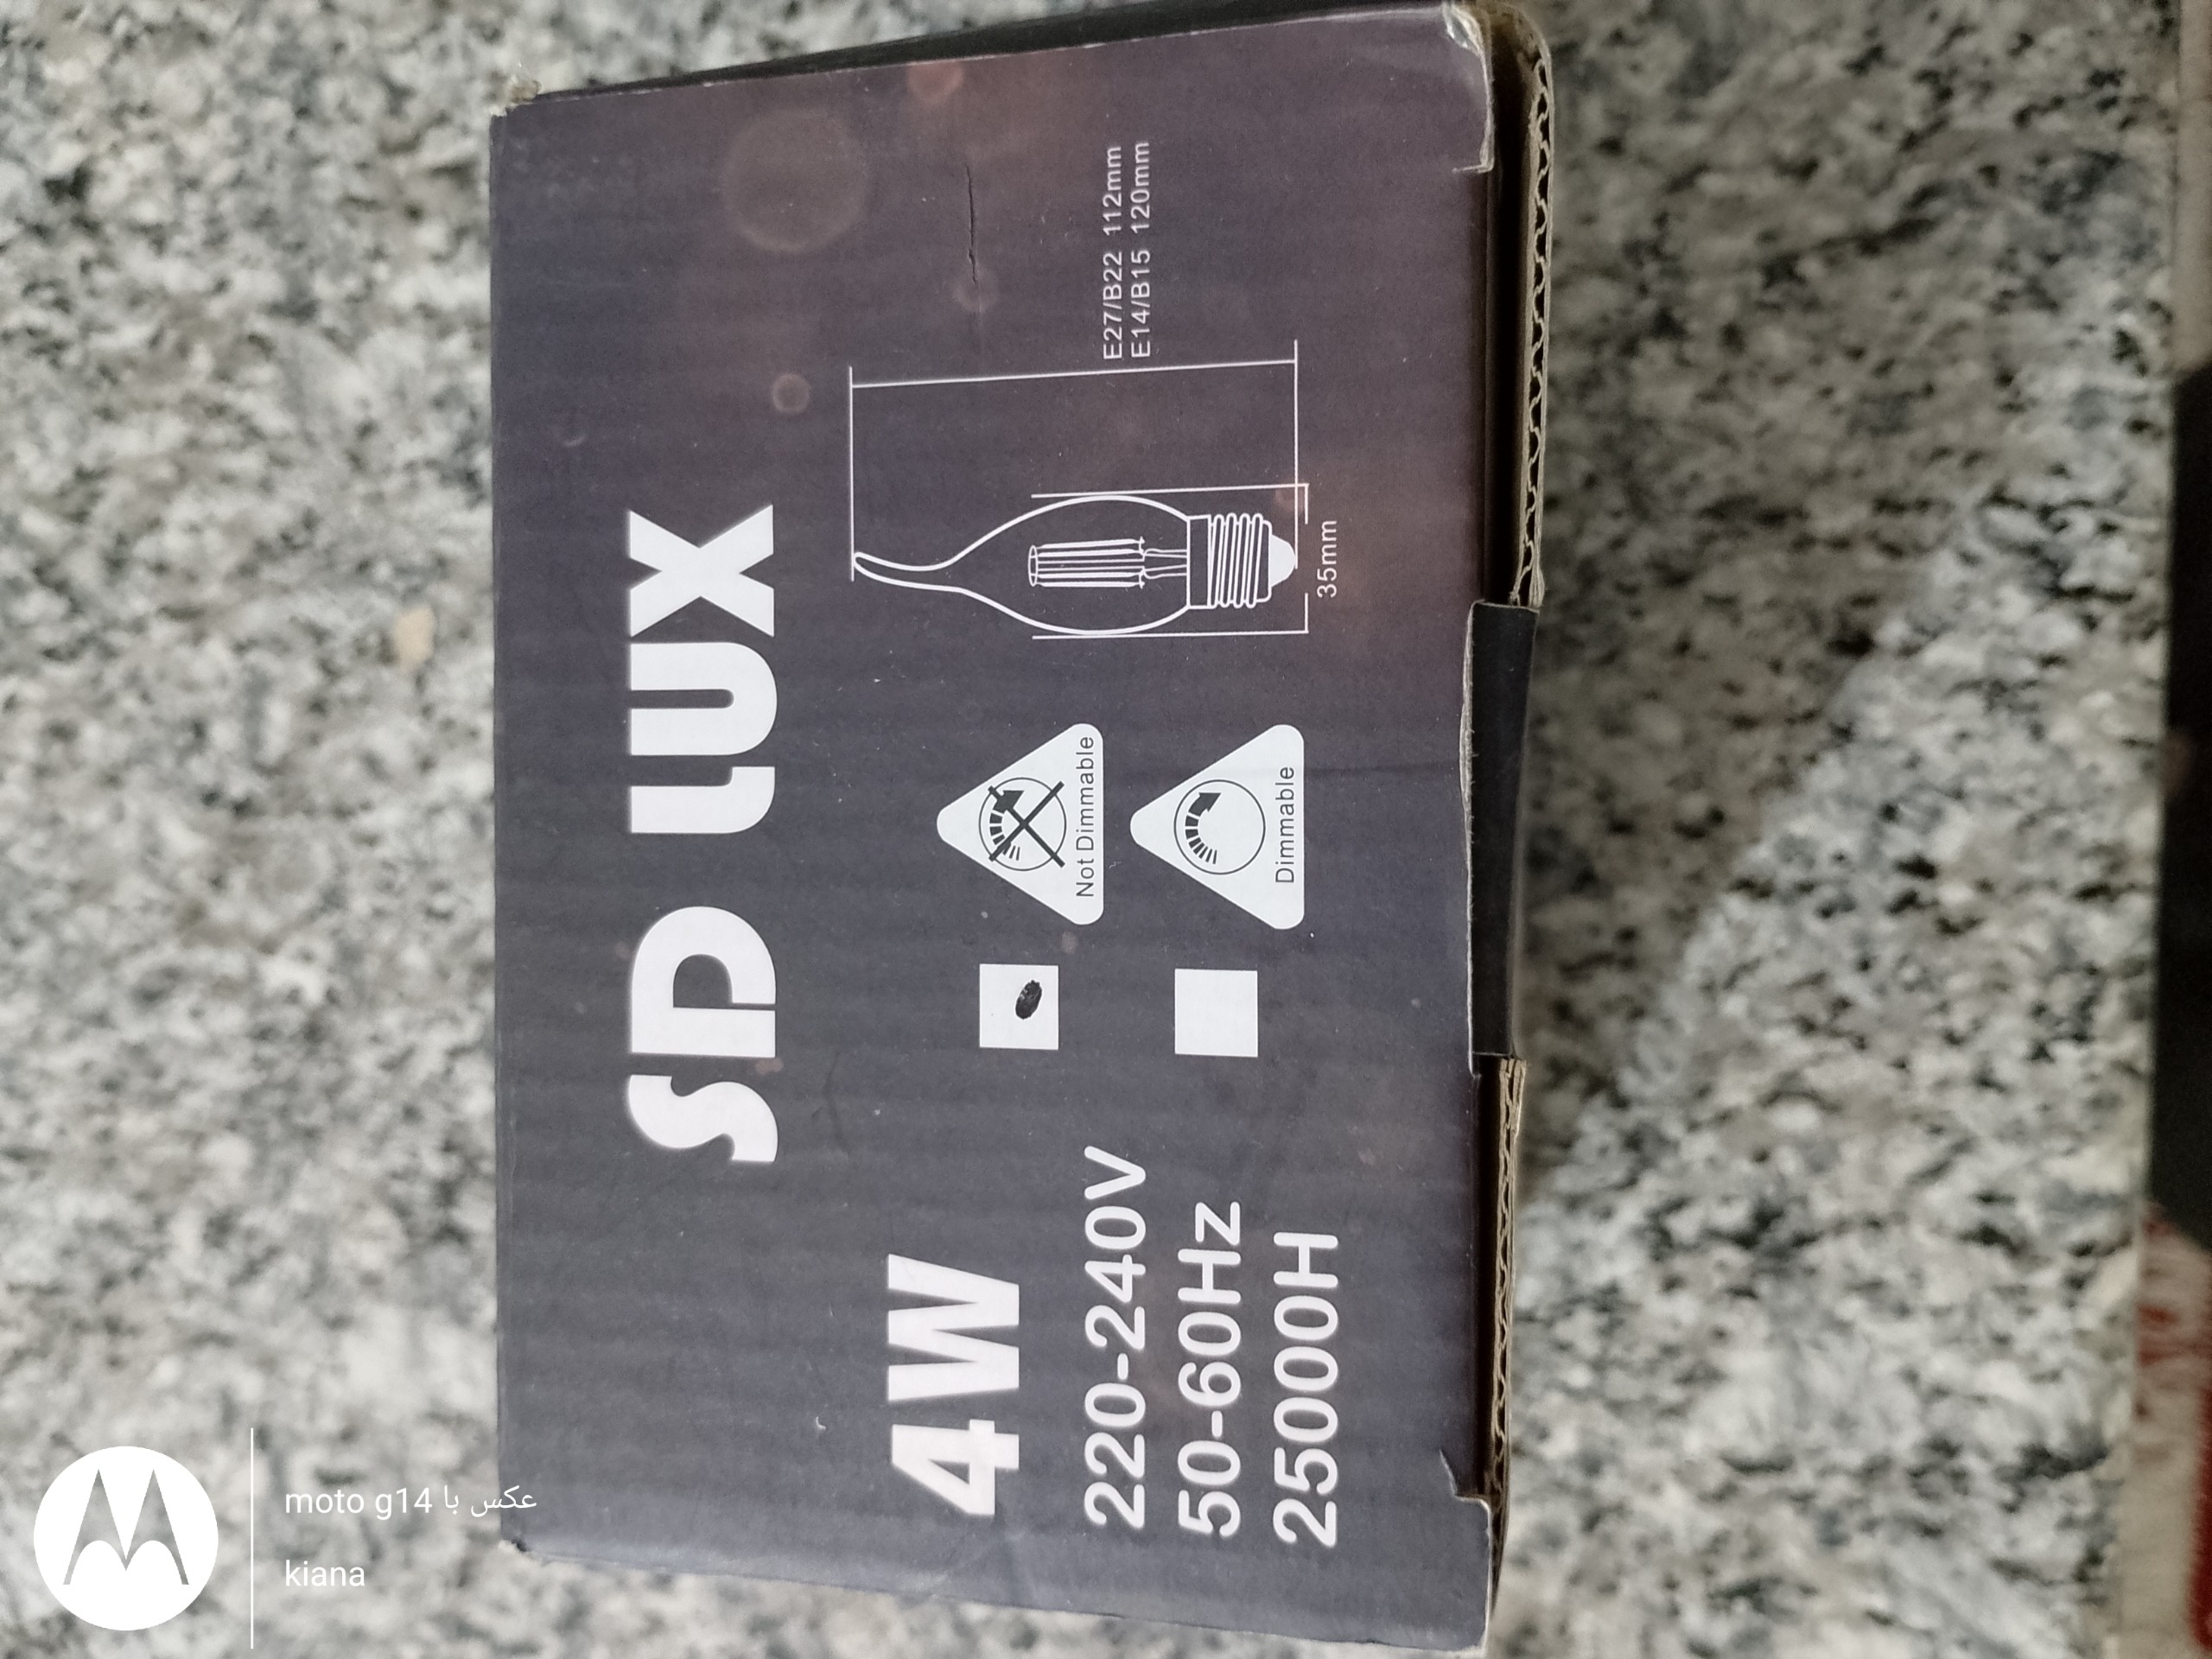 SD LUX
4W
220-240V
50-60Hz
25000H
Not Dimmable
Dimmable
E27/B22 112mm
E14/B15 120mm
35mm
عکس با moto g14
kiana